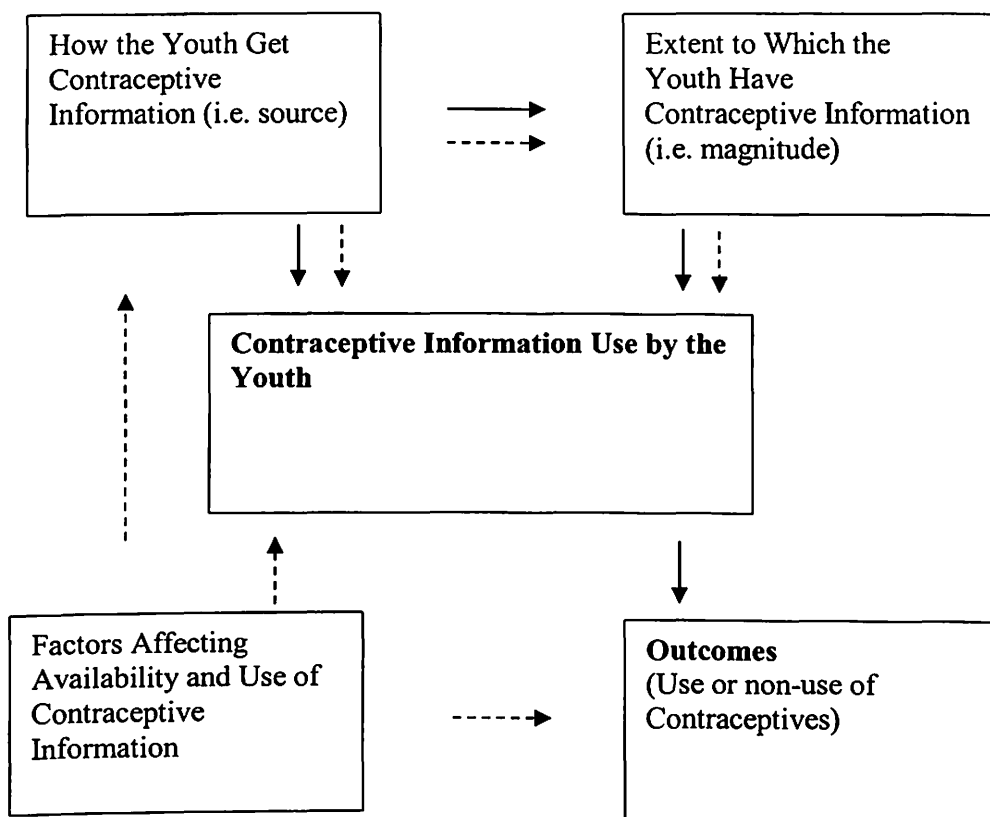 How the Youth Get
Contraceptive
Information (i.e. source)
Extent to Which the
Youth Have
Contraceptive Information
(i.e. magnitude)
Contraceptive Information Use by the
Youth
Factors Affecting
Availability and Use of
Contraceptive
Information
Outcomes
(Use or non-use of
Contraceptives)